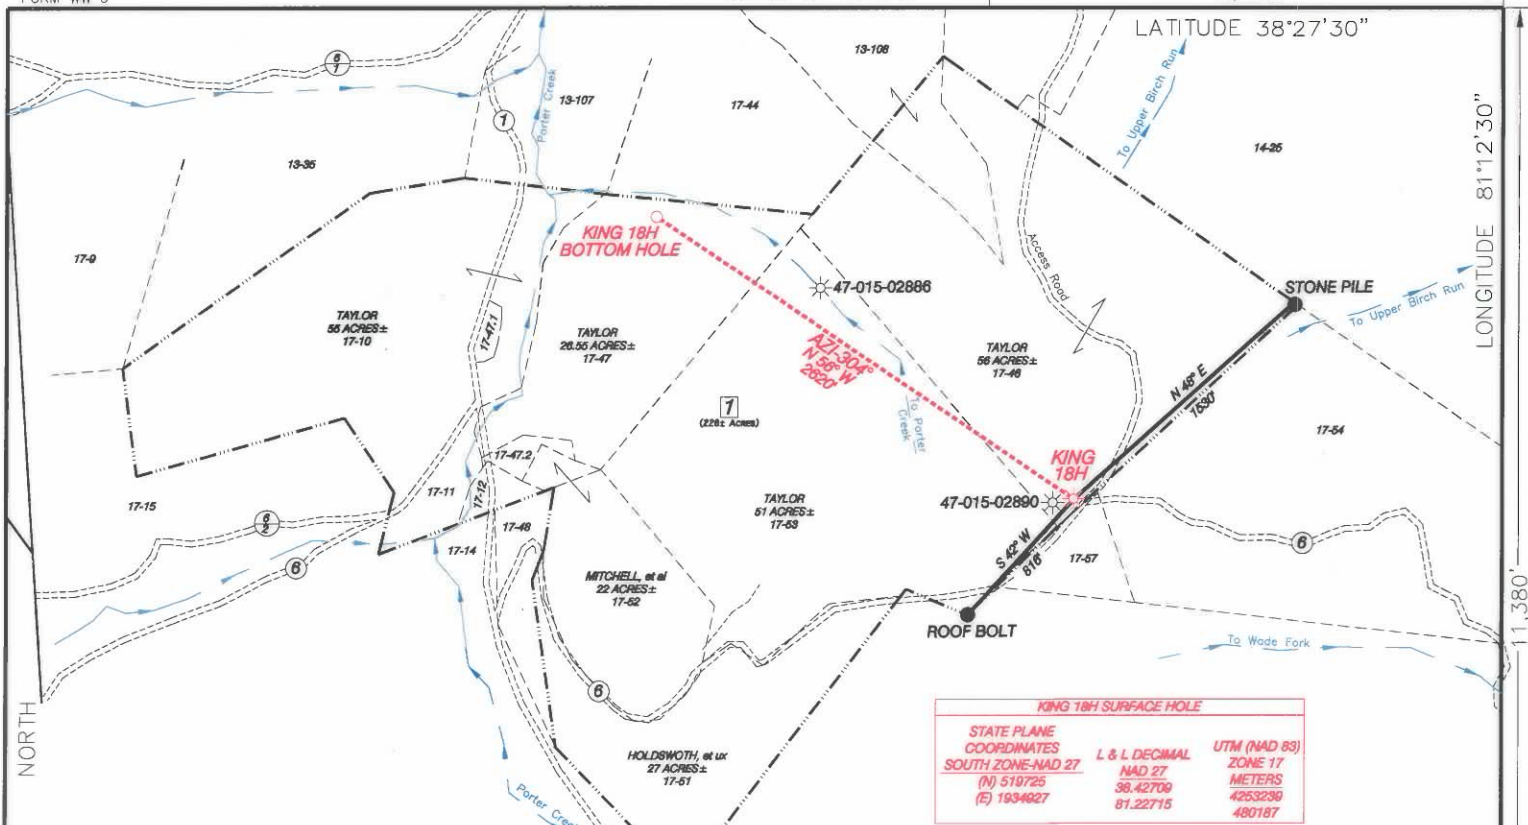 FORM WW-6
LATITUDE 38°27'30"
LONGITUDE 81°12'30"
11,380'
NORTH
6
1
1
Porter Creek
13-107
17-44
13-108
To Upper Birch Run
14-25
13-35
17-9
KING 18H
BOTTOM HOLE
47-015-02886
Access Road
STONE PILE
To Upper Birch Run
TAYLOR
55 ACRES±
17-10
17-47.1
TAYLOR
26.55 ACRES±
17-47
AZI-304°
N 56° W
2620'
TAYLOR
56 ACRES±
17-46
N 48° E
1530'
1
(226± ACRES)
To Porter
Creek
17-54
17-47.2
KING
18H
17-15
17-11
17-12
TAYLOR
51 ACRES±
17-53
47-015-02890
6
2
17-48
17-14
S 42° W
816'
17-57
6
6
MITCHELL, et al
22 ACRES±
17-52
ROOF BOLT
To Wade Fork
6
HOLDSWOTH, et ux
27 ACRES±
17-51
Porter Creek
KING 18H SURFACE HOLE
STATE PLANE
COORDINATES
SOUTH ZONE-NAD 27
(N) 519725
(E) 1934927
L & L DECIMAL
NAD 27
38.42709
81.22715
UTM (NAD 83)
ZONE 17
METERS
4253239
480187